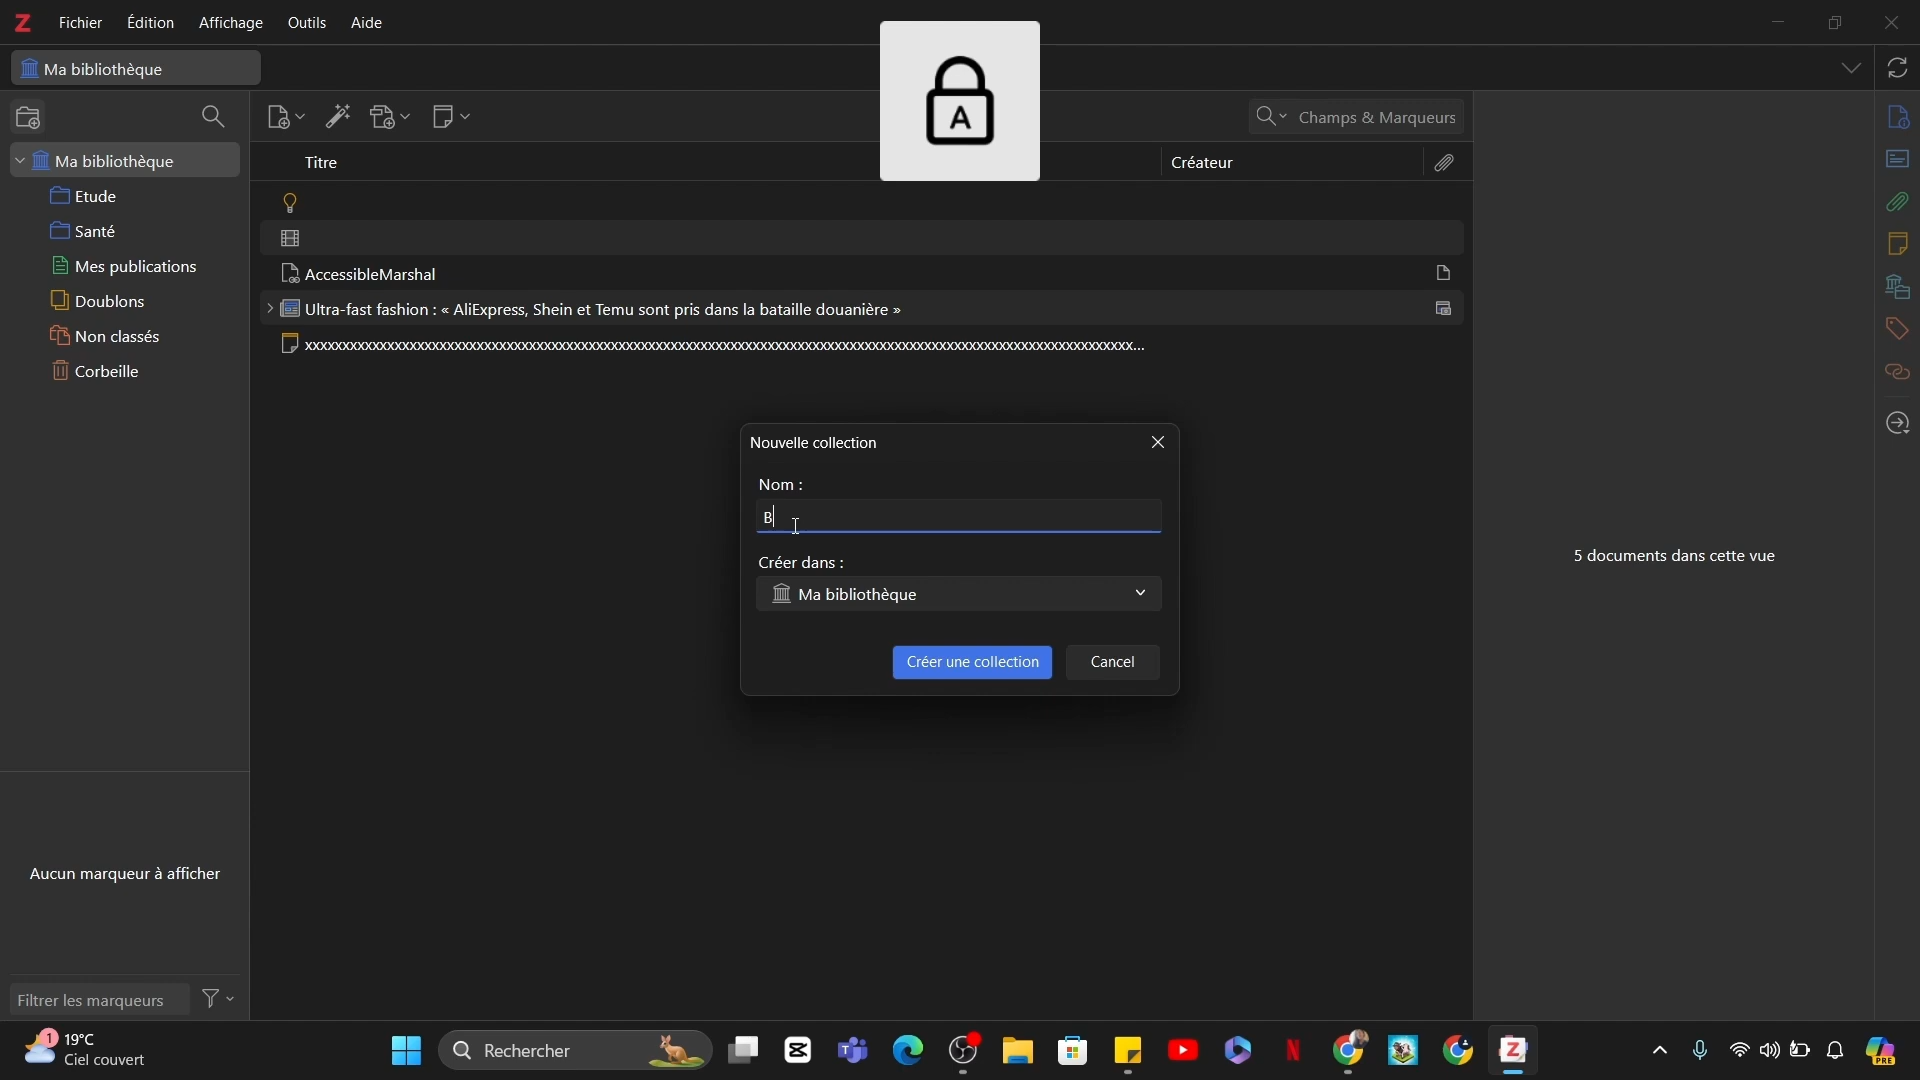 Z Fichier Édition Affichage Outils Aide
Ma bibliothèque
Champs & Marqueurs
Ma bibliothèque
Etude
Santé
Mes publications
Doublons
Non classés
Corbeille
Titre Créateur
AccessibleMarshal
Ultra-fast fashion : « AliExpress, Shein et Temu sont pris dans la bataille douanière »
A
Nouvelle collection
Nom :
B
Créer dans :
Ma bibliothèque
Créer une collection Cancel
5 documents dans cette vue
Aucun marqueur à afficher
Filtrer les marqueurs
1 19°C
Ciel couvert
Rechercher
T
N
Z
PRE